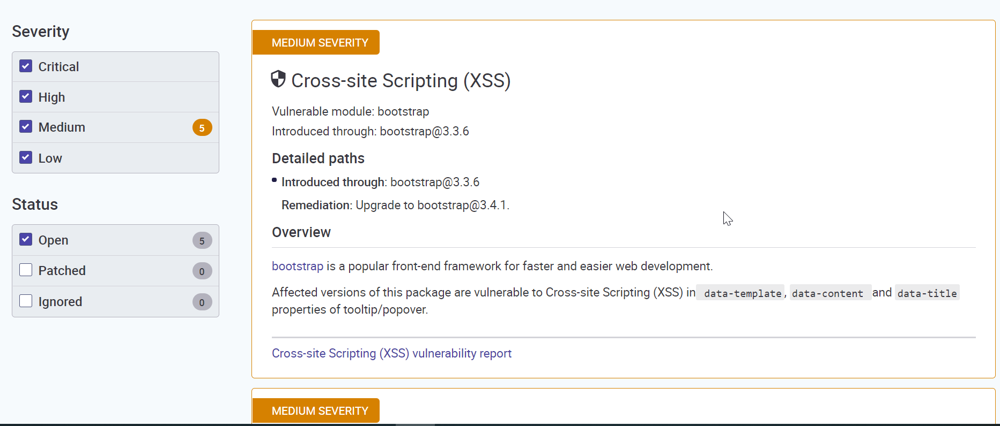 Severity
Critical
High
Medium 5
Low
Status
Open 5
Patched 0
Ignored 0
MEDIUM SEVERITY
Cross-site Scripting (XSS)
Vulnerable module: bootstrap
Introduced through: bootstrap@3.3.6
Detailed paths
Introduced through: bootstrap@3.3.6
Remediation: Upgrade to bootstrap@3.4.1.
Overview
bootstrap is a popular front-end framework for faster and easier web development.
Affected versions of this package are vulnerable to Cross-site Scripting (XSS) in data-template, data-content and data-title
properties of tooltip/popover.
Cross-site Scripting (XSS) vulnerability report
MEDIUM SEVERITY